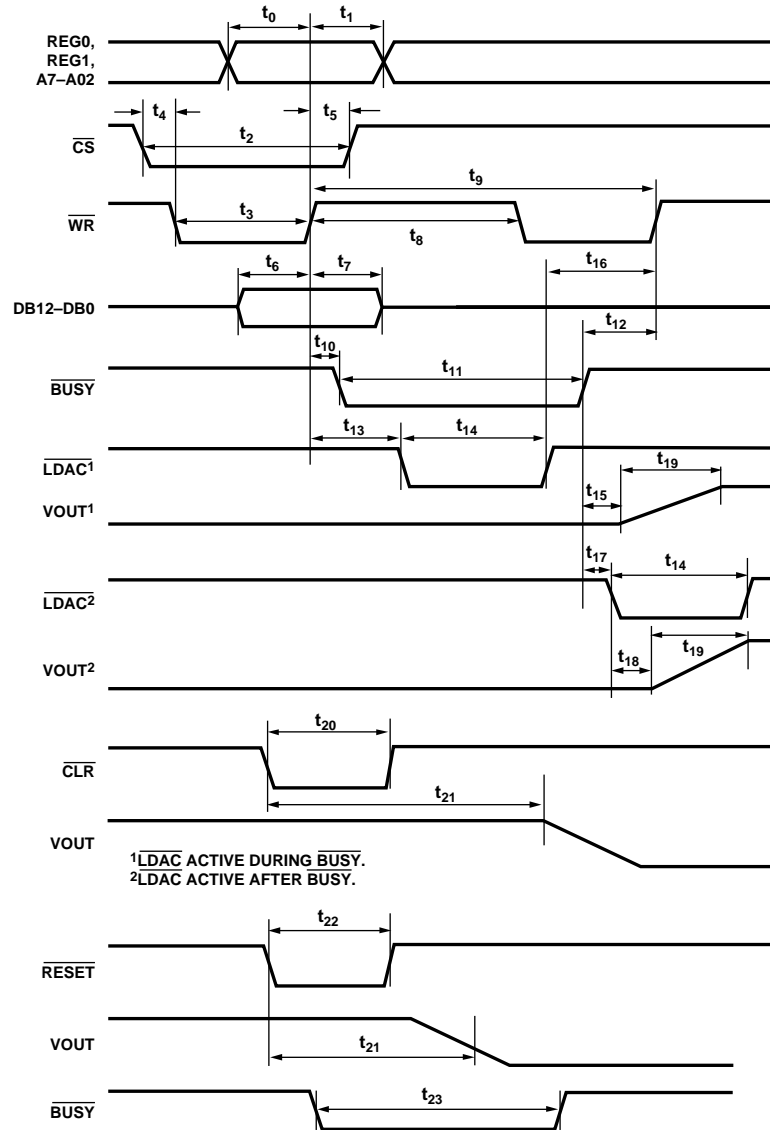 t0 t1
REG0,
REG1,
A7–A02
t4 t5
t2
CS
t9
t3
WR
t8
t16
t6 t7
DB12–DB0
t12
t10
t11
BUSY
t13 t14
LDAC1
t19
t15
VOUT1
t17 t14
LDAC2
t19
t18
VOUT2
t20
CLR
t21
VOUT
1LDAC ACTIVE DURING BUSY.
2LDAC ACTIVE AFTER BUSY.
t22
RESET
VOUT
t21
t23
BUSY